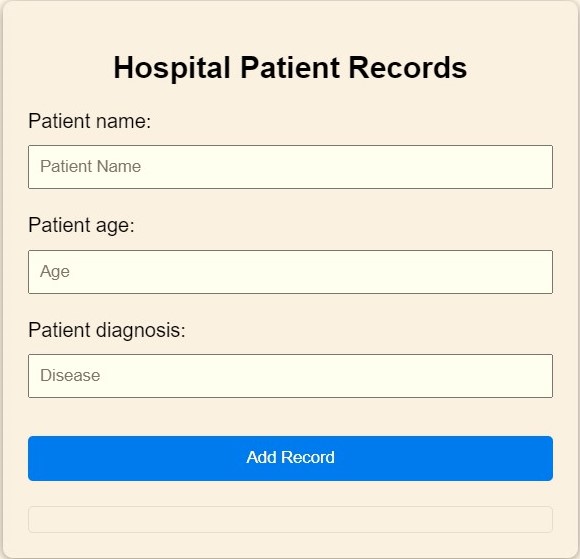 Hospital Patient Records
Patient name:
Patient Name
Patient age:
Age
Patient diagnosis:
Disease
Add Record